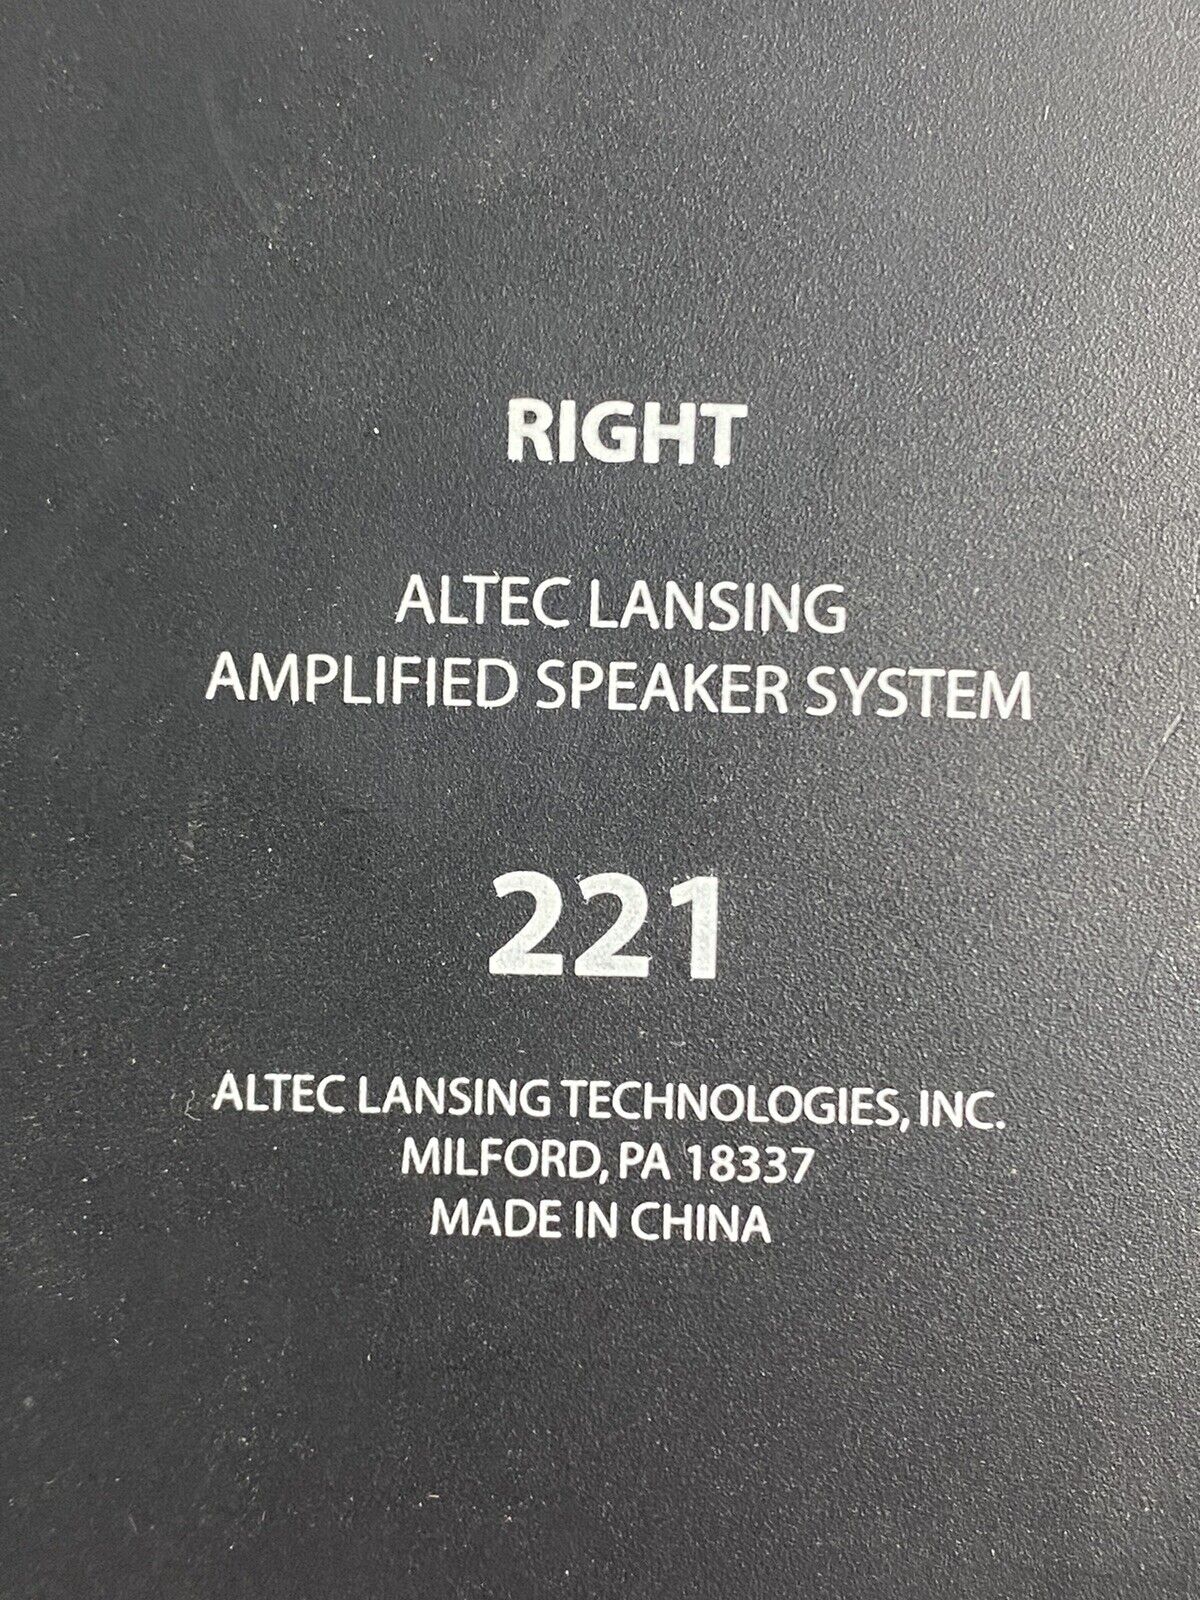 RIGHT
ALTEC LANSING
AMPLIFIED SPEAKER SYSTEM
221
ALTEC LANSING TECHNOLOGIES, INC.
MILFORD, PA 18337
MADE IN CHINA